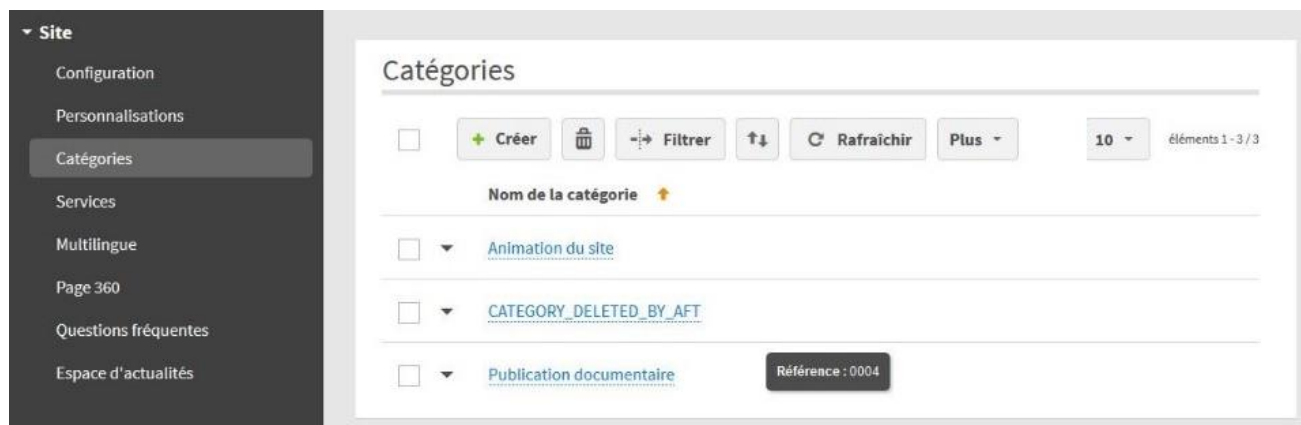 Site
Configuration
Personnalisations
Catégories
Services
Multilingue
Page 360
Questions fréquentes
Espace d'actualités
Catégories
Créer Filtrer Rafraîchir Plus 10 éléments 1 - 3 / 3
Nom de la catégorie
Animation du site
CATEGORY_DELETED_BY_AFT
Publication documentaire
Référence : 0004